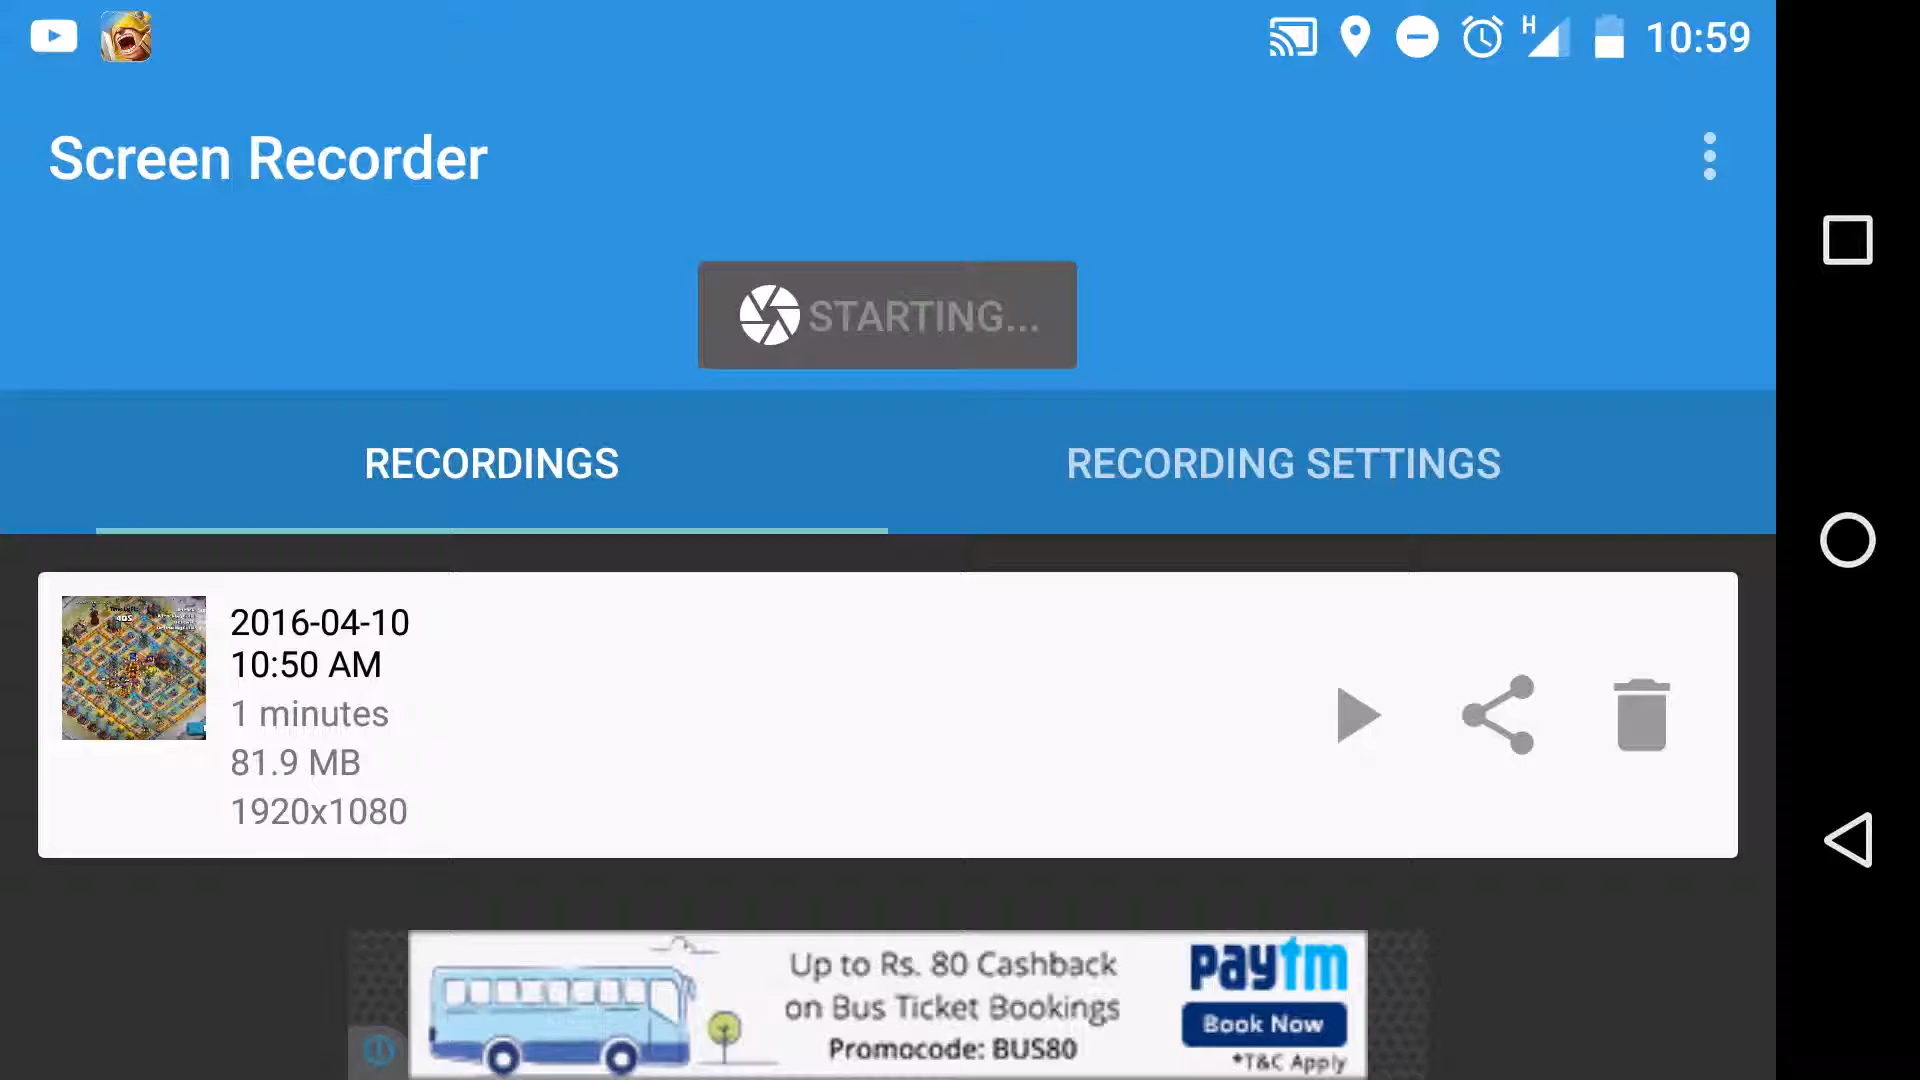 H
10:59
Screen Recorder
STARTING...
RECORDINGS
RECORDING SETTINGS
2016-04-10
10:50 AM
1 minutes
81.9 MB
1920x1080
Up to Rs. 80 Cashback
on Bus Ticket Bookings
Promocode: BUS80
paytm
Book Now
*T&C Apply